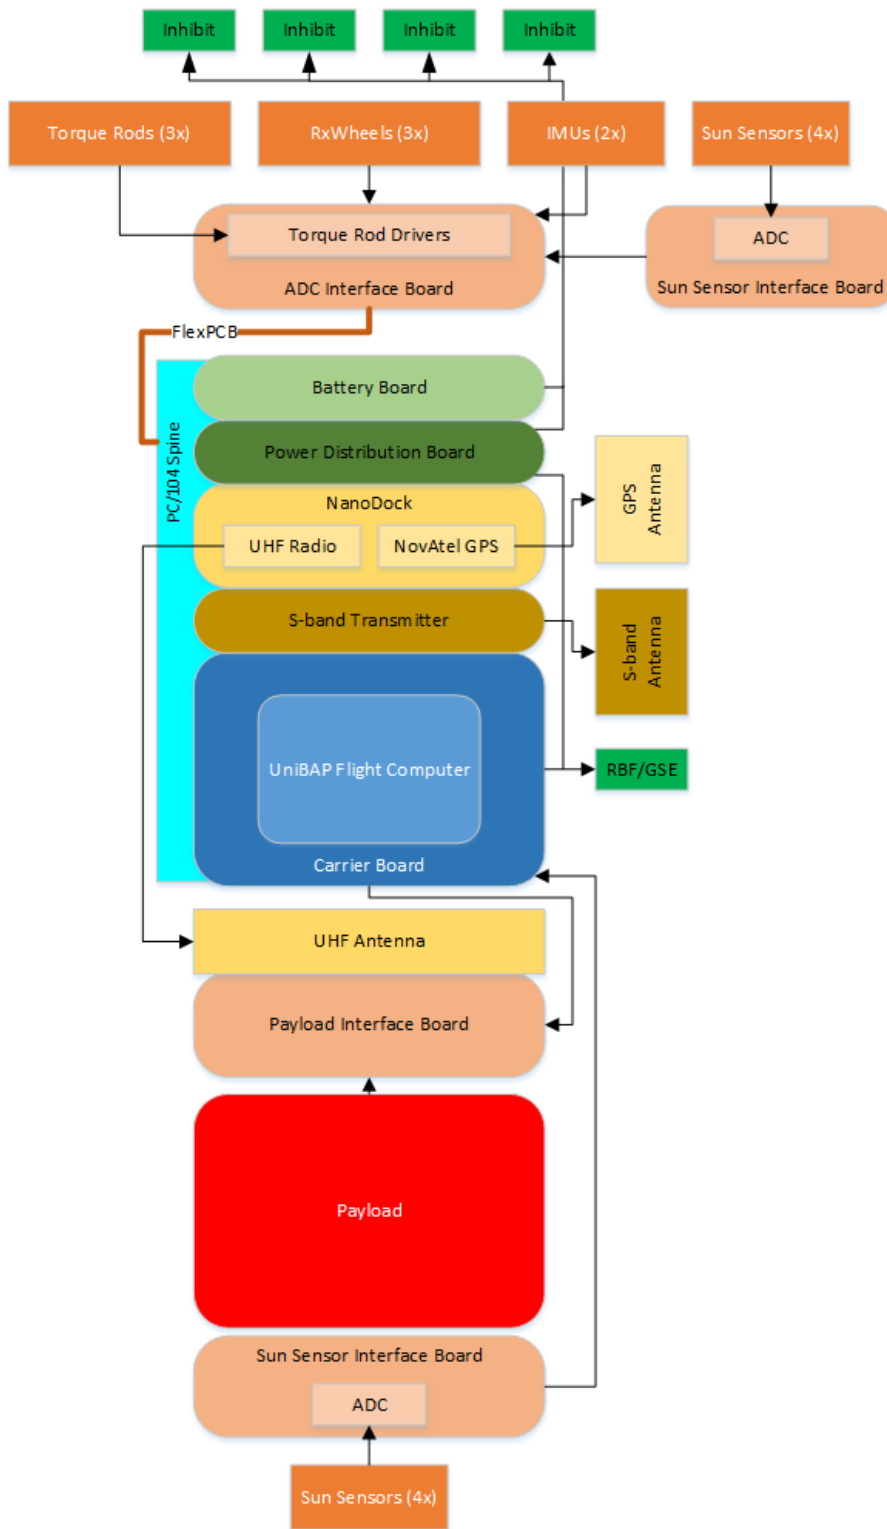 Inhibit
Inhibit
Inhibit
Inhibit
Torque Rods (3x)
RxWheels (3x)
IMUs (2x)
Sun Sensors (4x)
Torque Rod Drivers
ADC
ADC Interface Board
Sun Sensor Interface Board
FlexPCB
Battery Board
PC/104 Spine
Power Distribution Board
NanoDock
GPS
Antenna
UHF Radio
NovAtel GPS
S-band Transmitter
S-band
Antenna
UniBAP Flight Computer
RBF/GSE
Carrier Board
UHF Antenna
Payload Interface Board
Payload
Sun Sensor Interface Board
ADC
Sun Sensors (4x)